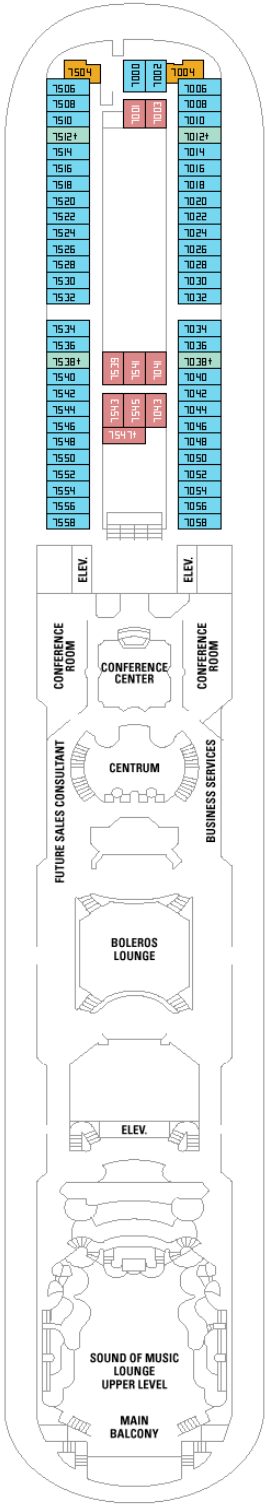 7504 7000 7002 7004
7506 7006
7508 7008
7510 1001 1003 7010
7512† 7012†
7514 7014
7516 7016
7518 7018
7520 7020
7522 7022
7524 7024
7526 7026
7528 7028
7530 7030
7532 7032
7534 7034
7536 7036
7538† 7539 7541 7041 7038†
7540 7040
7542 7042
7544 7543 7545 7043 7044
7546 7547† 7046
7548 7048
7550 7050
7552 7052
7554 7054
7556 7056
7558 7058
ELEV. ELEV.
CONFERENCE
ROOM
CONFERENCE
CENTER
CONFERENCE
ROOM
FUTURE SALES CONSULTANT
CENTRUM
BUSINESS SERVICES
BOLEROS
LOUNGE
ELEV.
SOUND OF MUSIC
LOUNGE
UPPER LEVEL
MAIN
BALCONY